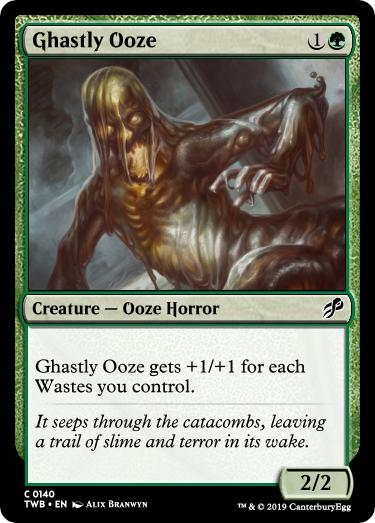 Ghastly Ooze 1
Creature — Ooze Horror
Ghastly Ooze gets +1/+1 for each
Wastes you control.
It seeps through the catacombs, leaving
a trail of slime and terror in its wake.
2/2
C 0140
TWB • EN Alix Branwyn
™ & © 2019 CanterburyEgg